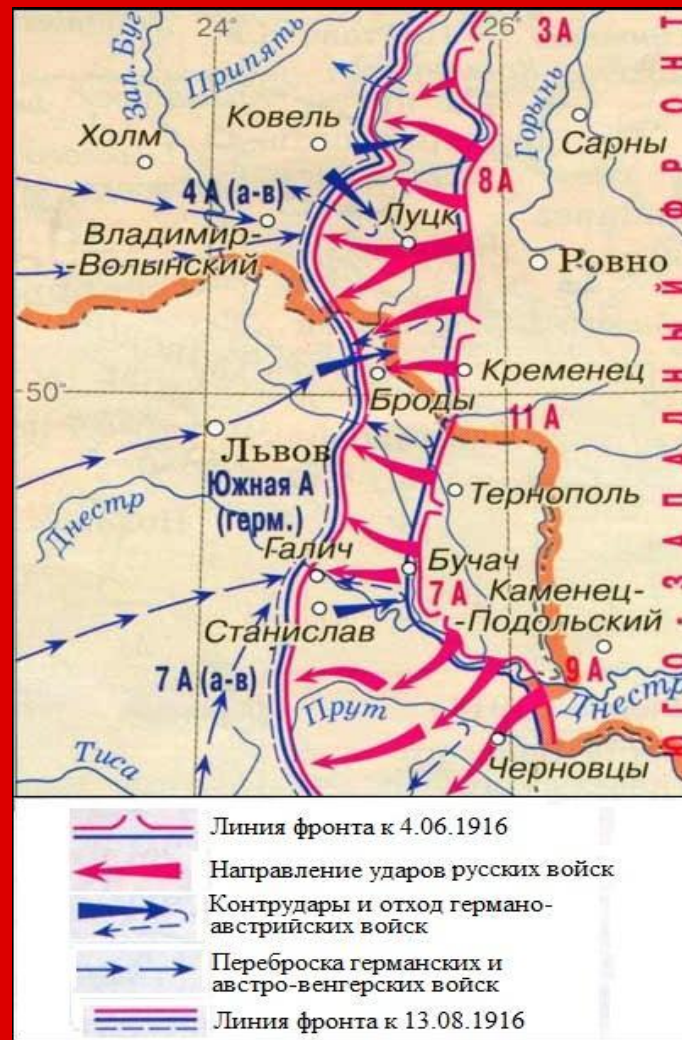 24°
26°
3А
Зап. Буг
Припять
Ковель
Холм
Горынь
Сарны
4 А (а-в)
8 А
Луцк
Владимир-
-Волынский
Ровно
50°
Кременец
Броды
11 А
Львов
Южная А
(герм.)
Тернополь
Днестр
Галич
Бучач
7 А
Каменец-
-Подольский
Станислав
9 А
7 А (а-в)
Прут
Днестр
Тиса
Черновцы
Ю Г О - З А П А Д Н Ы Й Ф Р О Н Т
Линия фронта к 4.06.1916
Направление ударов русских войск
Контрудары и отход германо-
австрийских войск
Переброска германских и
австро-венгерских войск
Линия фронта к 13.08.1916